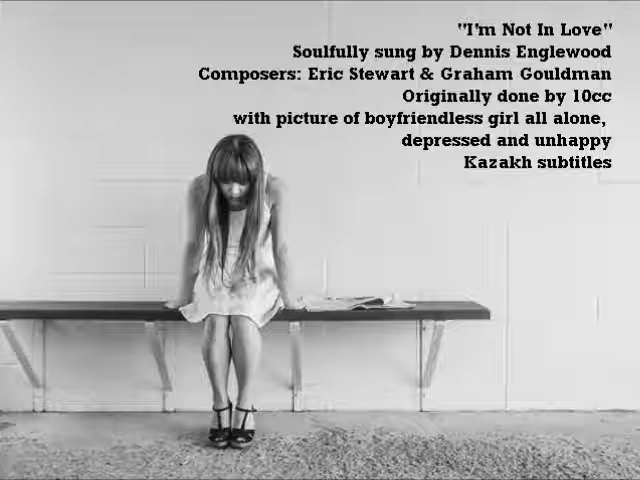 "I'm Not In Love"
Soulfully sung by Dennis Englewood
Composers: Eric Stewart & Graham Gouldman
Originally done by 10cc
with picture of boyfriendless girl all alone,
depressed and unhappy
Kazakh subtitles